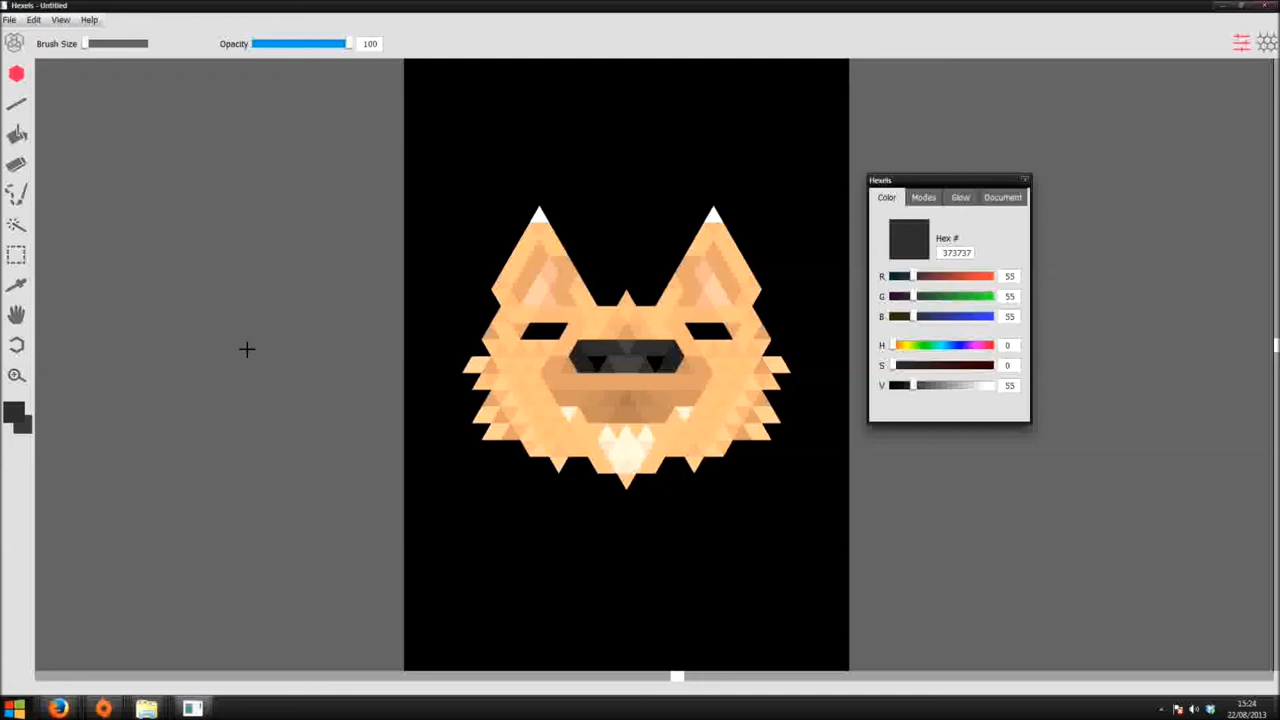 Hexels - Untitled
File Edit View Help
Brush Size Opacity 100
Hexels
Color Modes Glow Document
Hex #
373737
R 55
G 55
B 55
H 0
S 0
V 55
15:24
22/08/2013